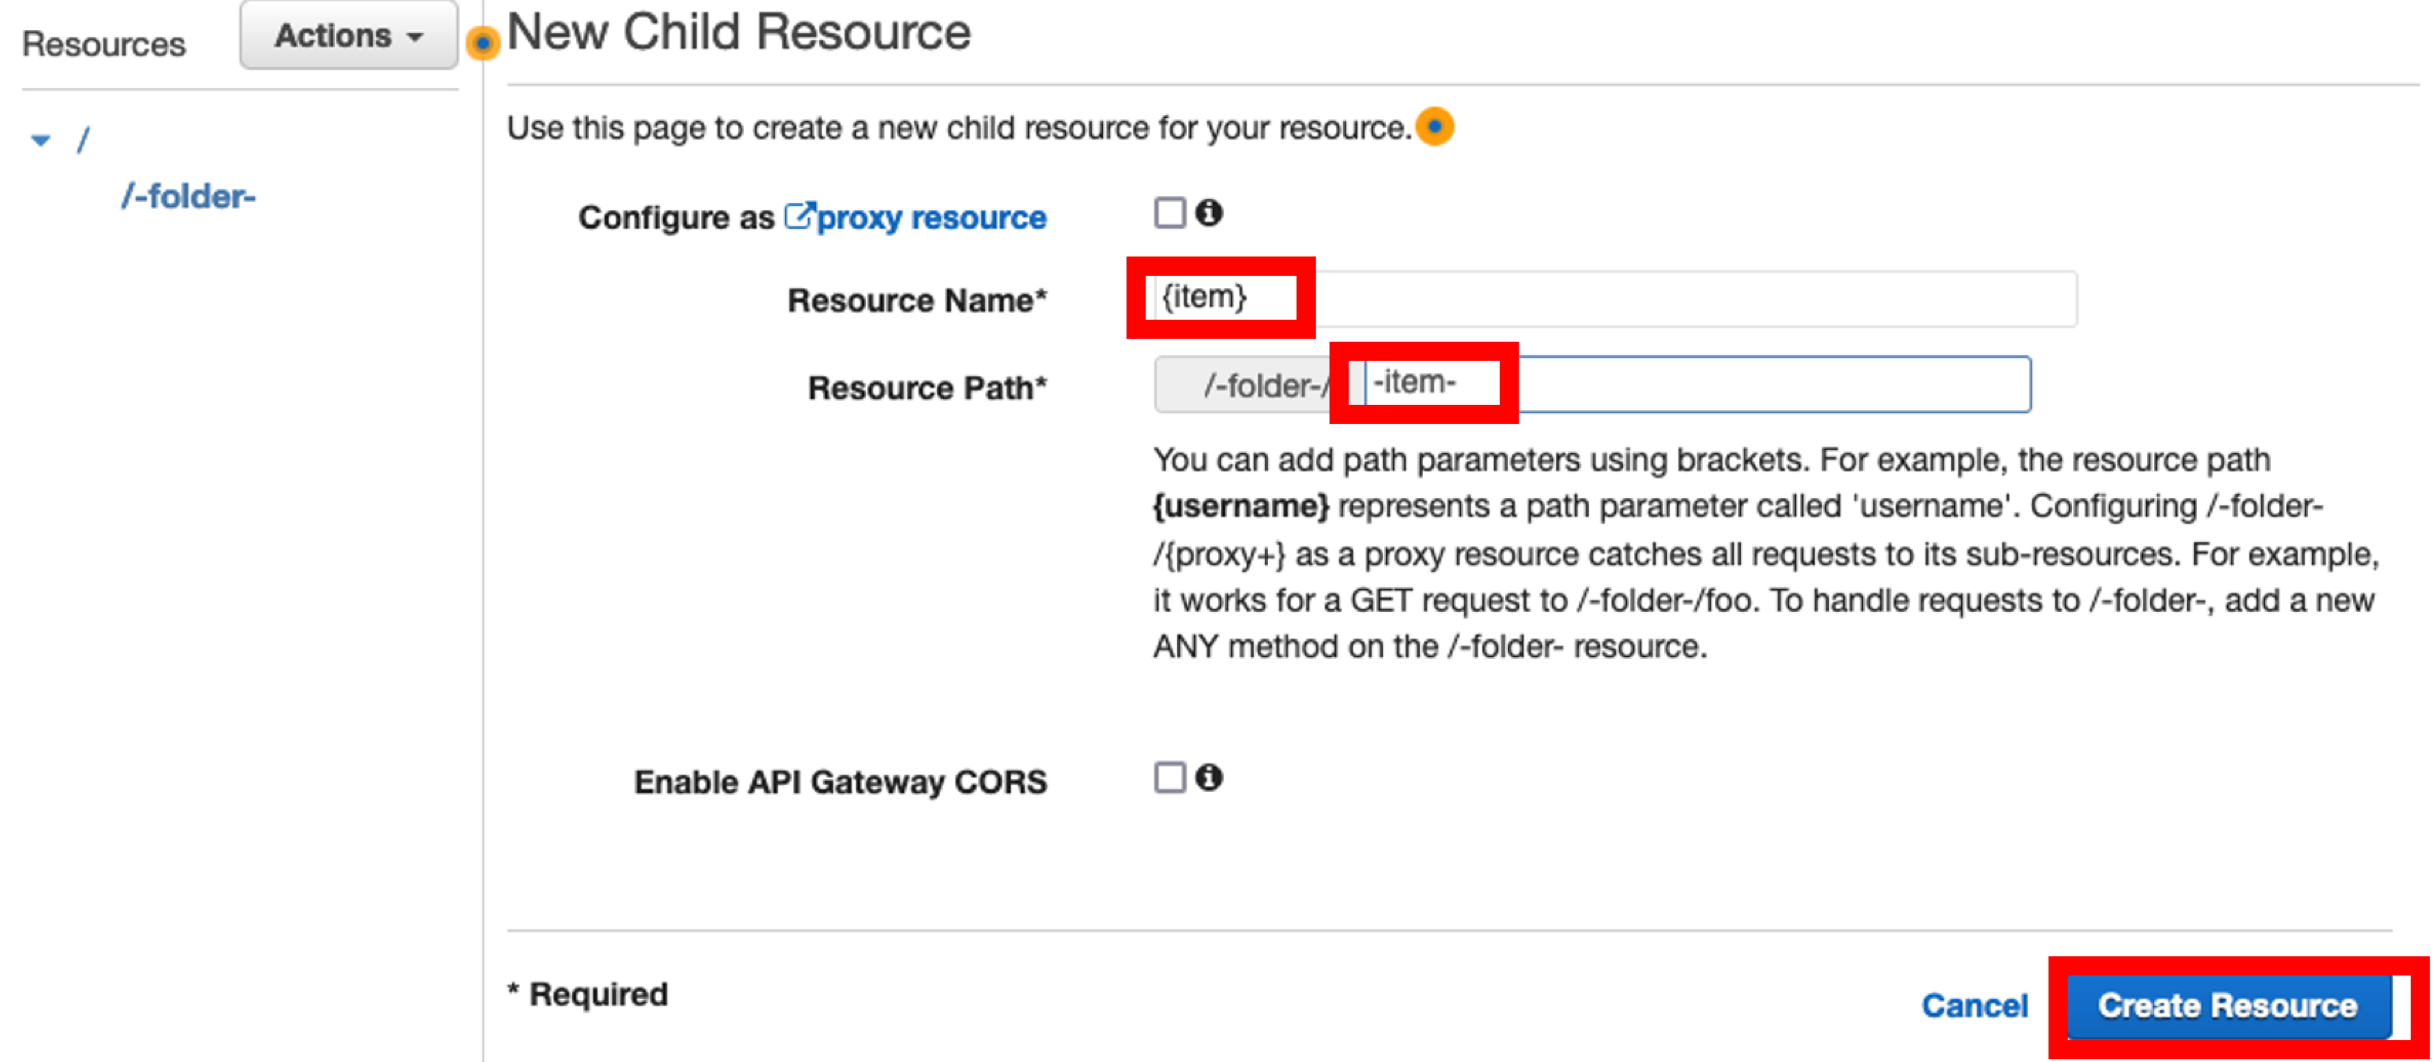 Resources
Actions
New Child Resource
/
/-folder-
Use this page to create a new child resource for your resource.
Configure as proxy resource
Resource Name*
{item}
Resource Path*
/-folder-/
-item-
You can add path parameters using brackets. For example, the resource path
{username} represents a path parameter called 'username'. Configuring /-folder-
/{proxy+} as a proxy resource catches all requests to its sub-resources. For example,
it works for a GET request to /-folder-/foo. To handle requests to /-folder-, add a new
ANY method on the /-folder- resource.
Enable API Gateway CORS
* Required
Cancel
Create Resource